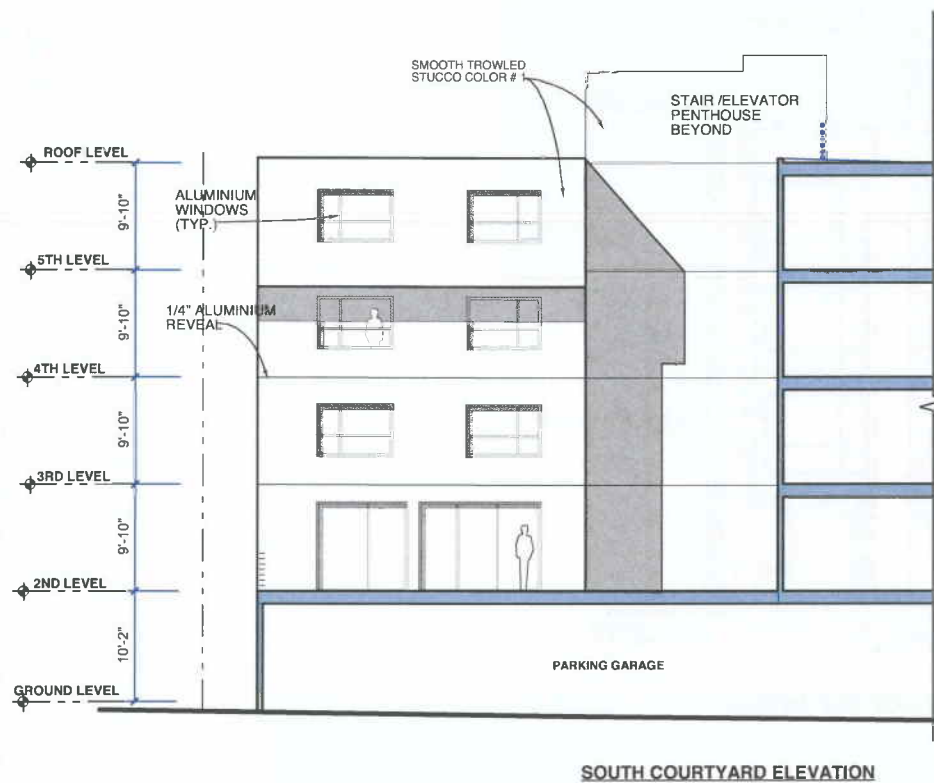 SMOOTH TROWLED
STUCCO COLOR # 1
STAIR /ELEVATOR
PENTHOUSE
BEYOND
ROOF LEVEL
ALUMINIUM
WINDOWS
(TYP.)
9'-10"
5TH LEVEL
1/4" ALUMINIUM
REVEAL
9'-10"
4TH LEVEL
9'-10"
3RD LEVEL
9'-10"
2ND LEVEL
10'-2"
PARKING GARAGE
GROUND LEVEL
SOUTH COURTYARD ELEVATION